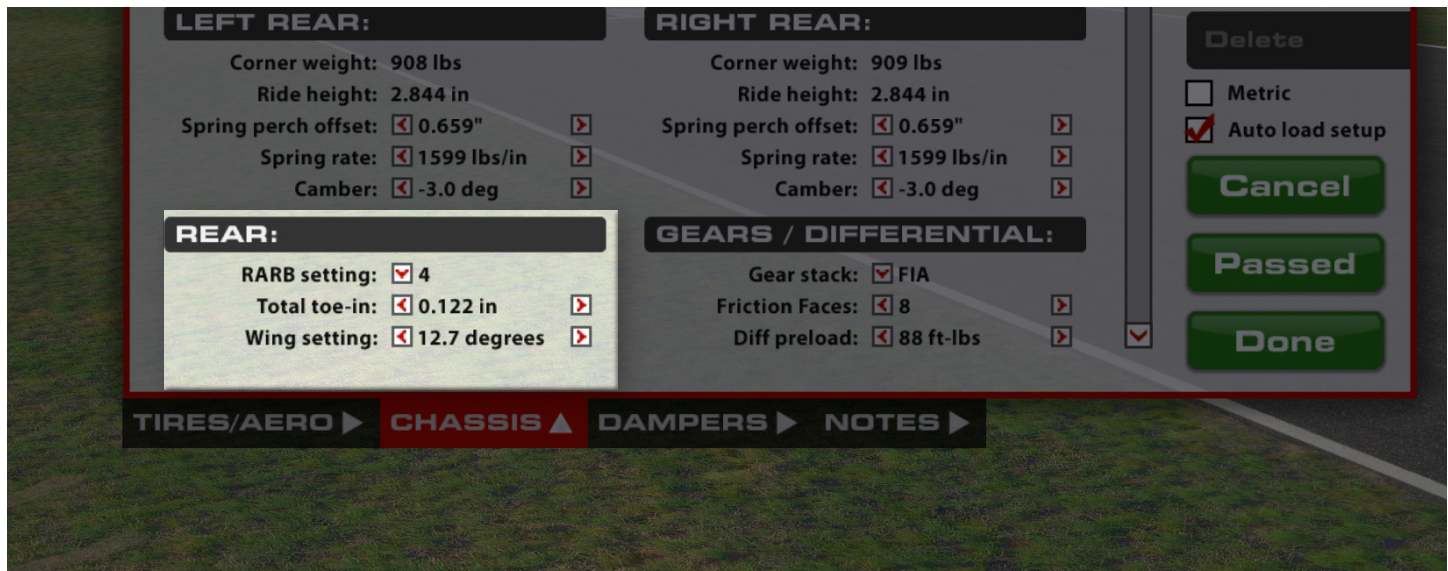 LEFT REAR:
Corner weight: 908 lbs
Ride height: 2.844 in
Spring perch offset: 0.659"
Spring rate: 1599 lbs/in
Camber: -3.0 deg
RIGHT REAR:
Corner weight: 909 lbs
Ride height: 2.844 in
Spring perch offset: 0.659"
Spring rate: 1599 lbs/in
Camber: -3.0 deg
REAR:
RARB setting: 4
Total toe-in: 0.122 in
Wing setting: 12.7 degrees
GEARS / DIFFERENTIAL:
Gear stack: FIA
Friction Faces: 8
Diff preload: 88 ft-lbs
Delete
Metric
Auto load setup
Cancel
Passed
Done
TIRES/AERO CHASSIS DAMPERS NOTES